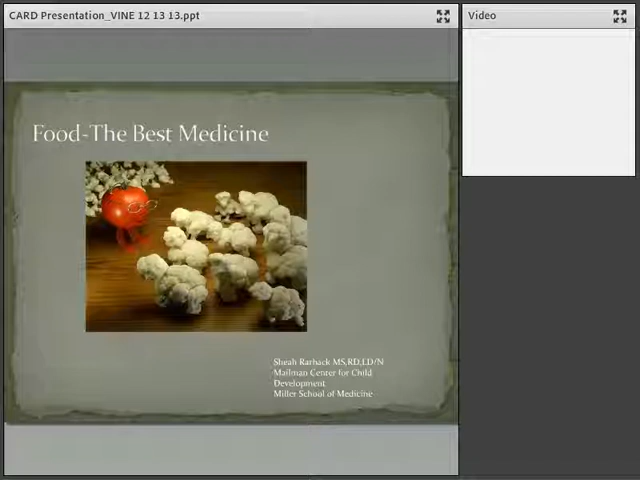 CARD Presentation_VINE 12 13 13.ppt
Video
Food-The Best Medicine
Sheah Rarback MS,RD,LD/N
Mailman Center for Child
Development
Miller School of Medicine